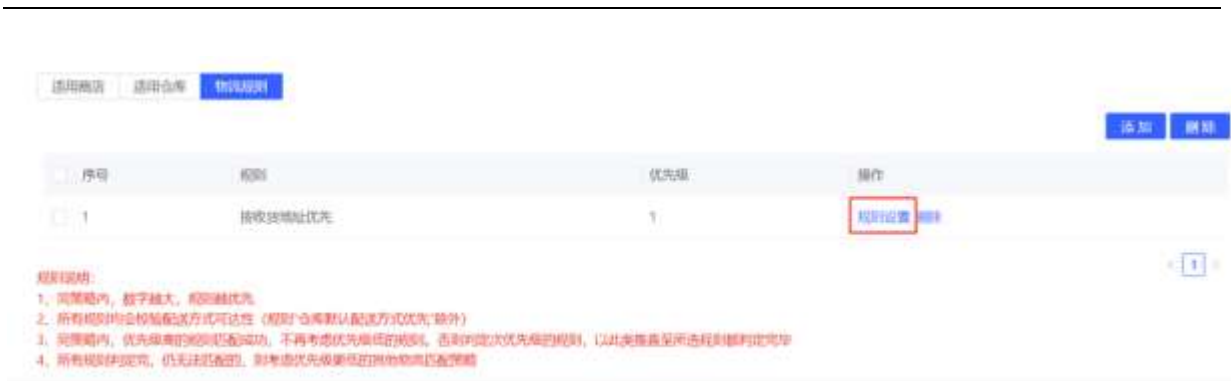 适用商店 适用仓库 物流规则
添加 删除
序号 规则 优先级 操作
1 按收货地址优先 1 规则设置 删除
1
规则说明:
1、同策略内，数字越大，规则越优先
2、所有规则均会校验配送方式可达性（规则“仓库默认配送方式优先”除外）
3、同策略内，优先级高的规则匹配成功，不再考虑优先级低的规则，否则判定次优先级的规则，以此类推直至所选规则都判定完毕
4、所有规则判定完，仍无法匹配的，则考虑优先级更低的其他物流匹配策略